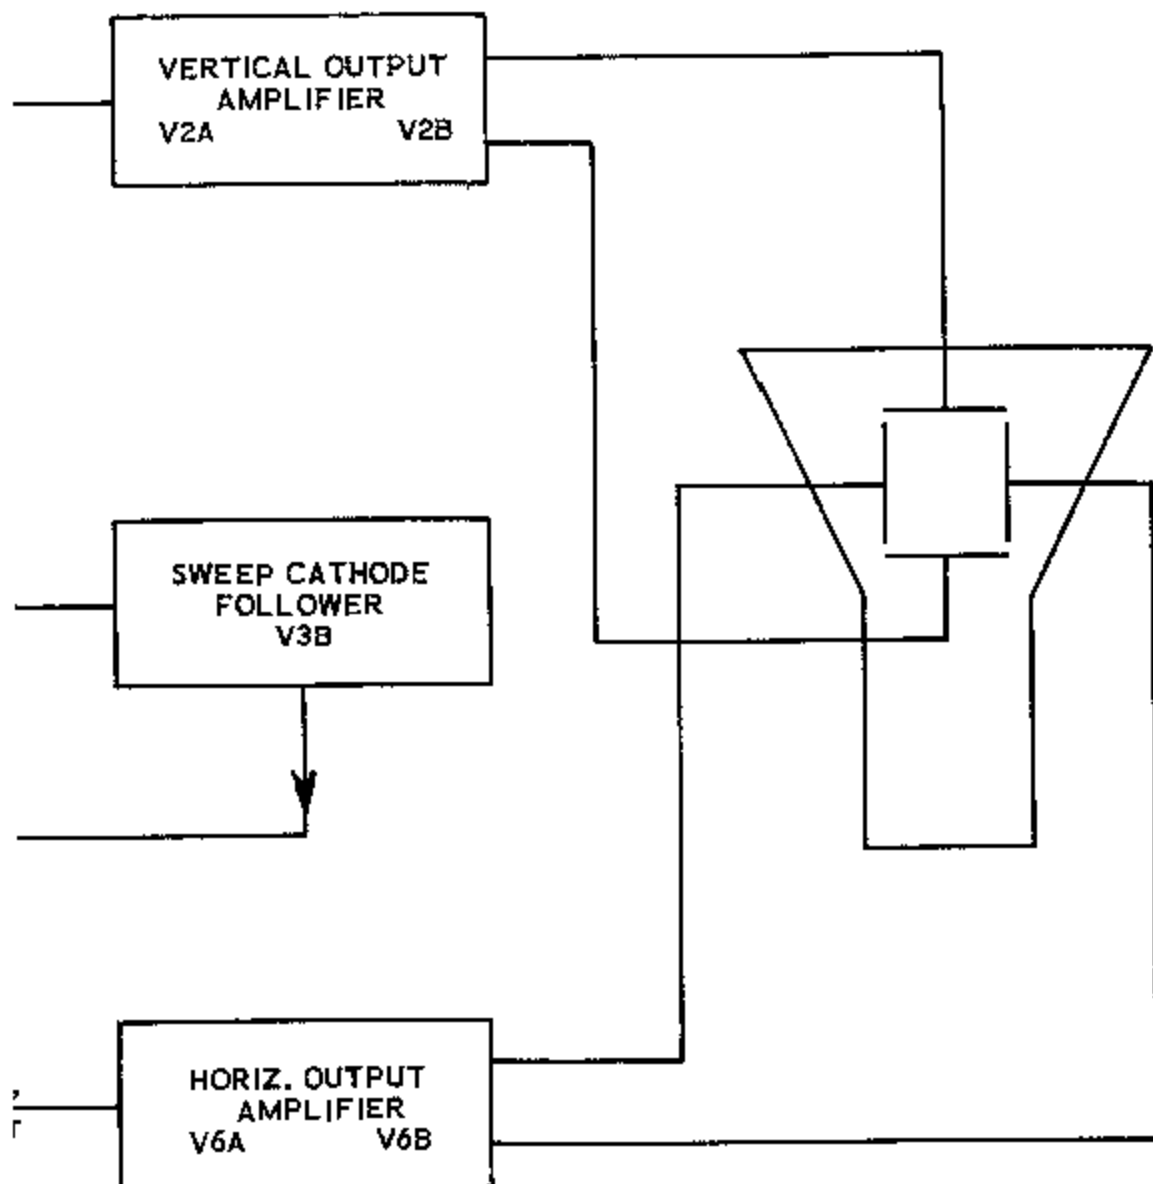 VERTICAL OUTPUT
AMPLIFIER
V2A V2B
SWEEP CATHODE
FOLLOWER
V3B
HORIZ. OUTPUT
AMPLIFIER
V6A V6B